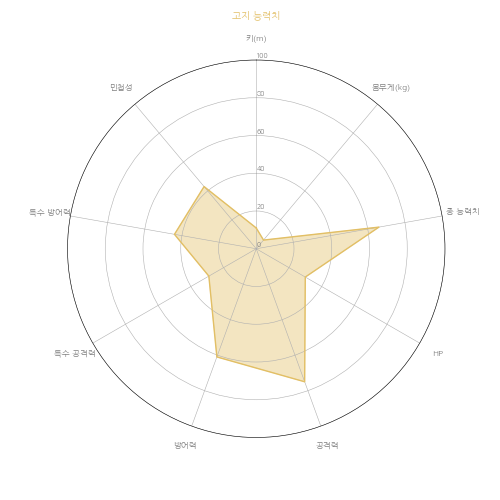 고지 능력치
키(m)
100
민첩성
몸무게(kg)
80
60
40
특수 방어력
20
총 능력치
0
특수 공격력
HP
방어력
공격력